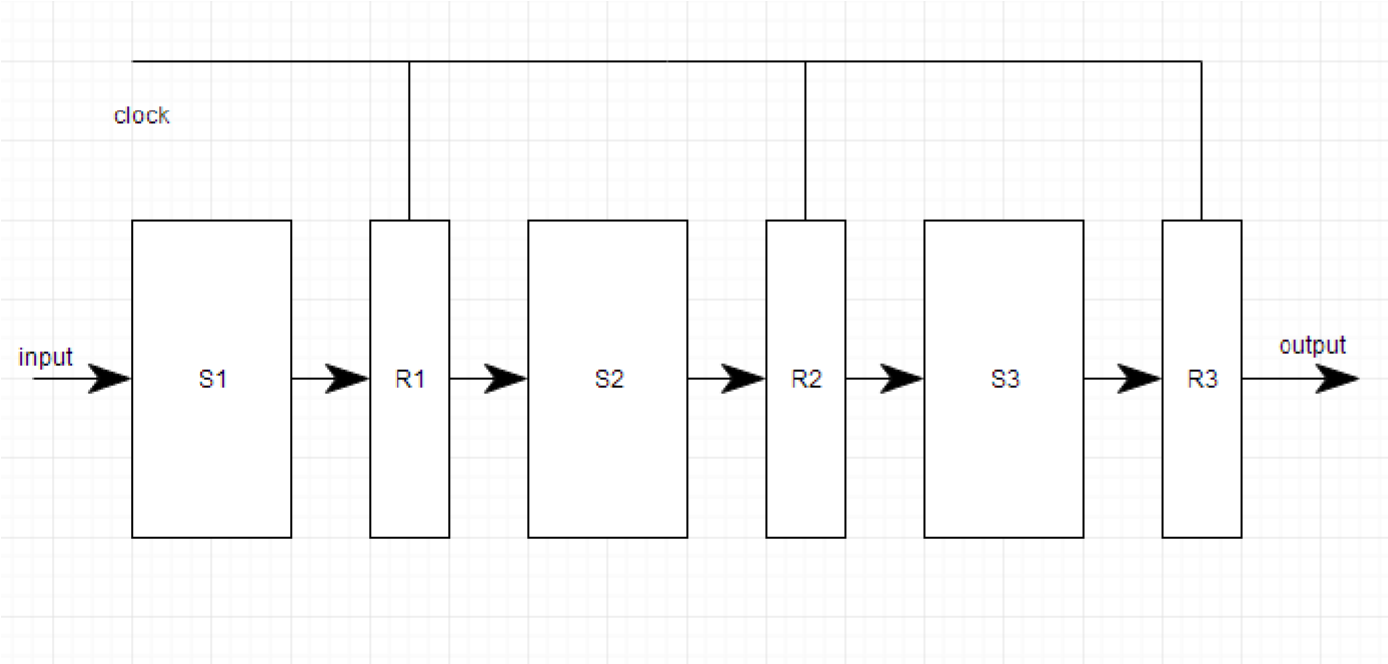 clock
input
S1
R1
S2
R2
S3
R3
output